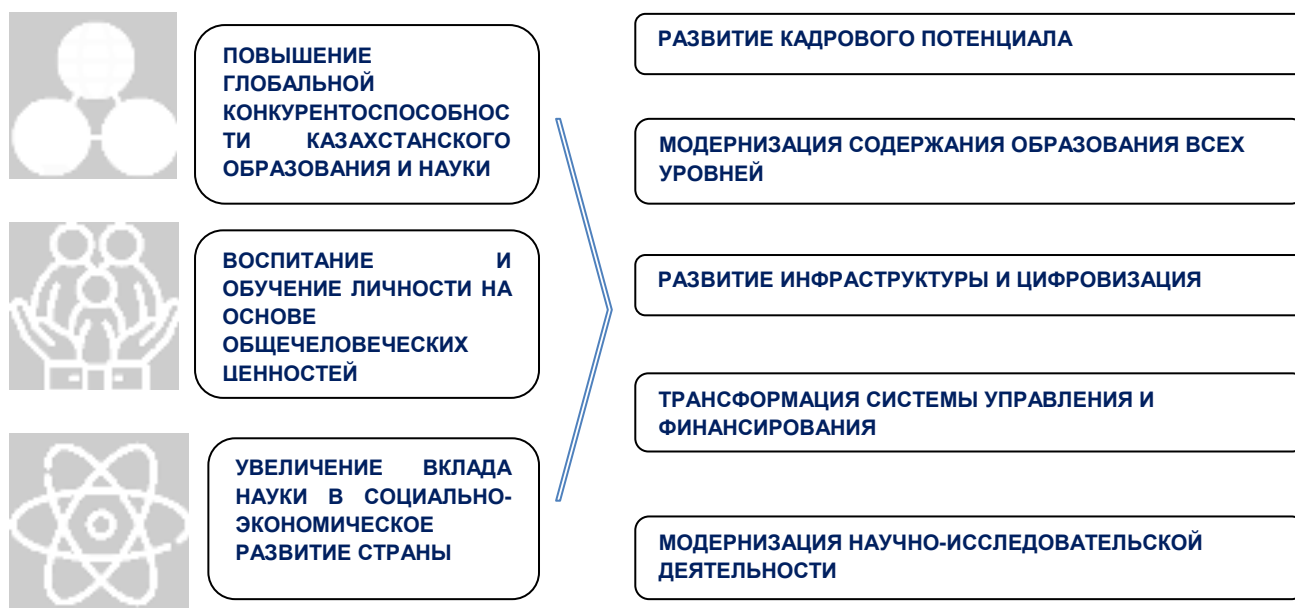 ПОВЫШЕНИЕ
ГЛОБАЛЬНОЙ
КОНКУРЕНТОСПОСОБНОС
ТИ КАЗАХСТАНСКОГО
ОБРАЗОВАНИЯ И НАУКИ
ВОСПИТАНИЕ И
ОБУЧЕНИЕ ЛИЧНОСТИ НА
ОСНОВЕ
ОБЩЕЧЕЛОВЕЧЕСКИХ
ЦЕННОСТЕЙ
УВЕЛИЧЕНИЕ ВКЛАДА
НАУКИ В СОЦИАЛЬНО-
ЭКОНОМИЧЕСКОЕ
РАЗВИТИЕ СТРАНЫ
РАЗВИТИЕ КАДРОВОГО ПОТЕНЦИАЛА
МОДЕРНИЗАЦИЯ СОДЕРЖАНИЯ ОБРАЗОВАНИЯ ВСЕХ
УРОВНЕЙ
РАЗВИТИЕ ИНФРАСТРУКТУРЫ И ЦИФРОВИЗАЦИЯ
ТРАНСФОРМАЦИЯ СИСТЕМЫ УПРАВЛЕНИЯ И
ФИНАНСИРОВАНИЯ
МОДЕРНИЗАЦИЯ НАУЧНО-ИССЛЕДОВАТЕЛЬСКОЙ
ДЕЯТЕЛЬНОСТИ